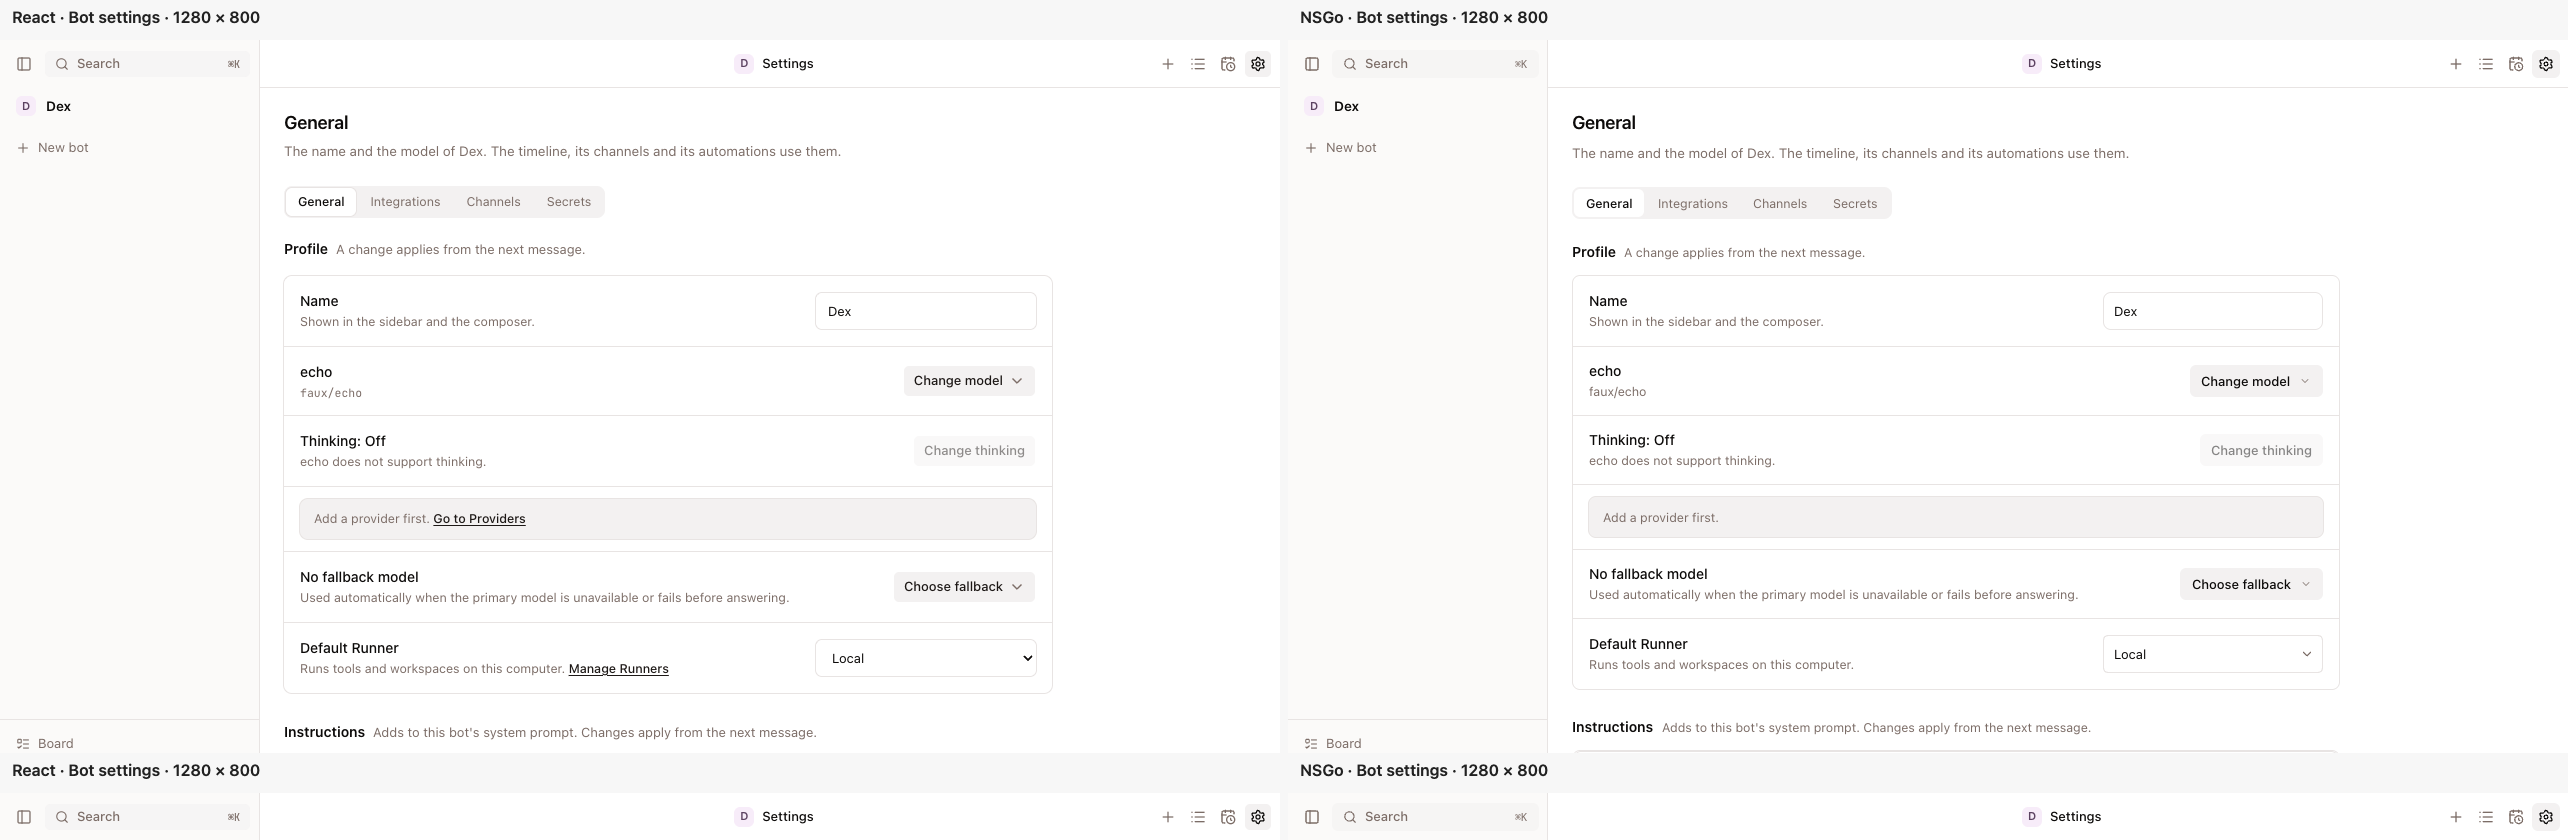 React · Bot settings · 1280 × 800
Search ⌘K
D Settings
D Dex
New bot
General
The name and the model of Dex. The timeline, its channels and its automations use them.
General Integrations Channels Secrets
Profile A change applies from the next message.
Name
Shown in the sidebar and the composer.
Dex
echo
faux/echo
Change model
Thinking: Off
echo does not support thinking.
Change thinking
Add a provider first. Go to Providers
No fallback model
Used automatically when the primary model is unavailable or fails before answering.
Choose fallback
Default Runner
Runs tools and workspaces on this computer. Manage Runners
Local
Instructions Adds to this bot's system prompt. Changes apply from the next message.
Board
NSGo · Bot settings · 1280 × 800
Search ⌘K
D Settings
D Dex
New bot
General
The name and the model of Dex. The timeline, its channels and its automations use them.
General Integrations Channels Secrets
Profile A change applies from the next message.
Name
Shown in the sidebar and the composer.
Dex
echo
faux/echo
Change model
Thinking: Off
echo does not support thinking.
Change thinking
Add a provider first.
No fallback model
Used automatically when the primary model is unavailable or fails before answering.
Choose fallback
Default Runner
Runs tools and workspaces on this computer.
Local
Instructions Adds to this bot's system prompt. Changes apply from the next message.
Board
React · Bot settings · 1280 × 800
Search ⌘K
D Settings
NSGo · Bot settings · 1280 × 800
Search ⌘K
D Settings